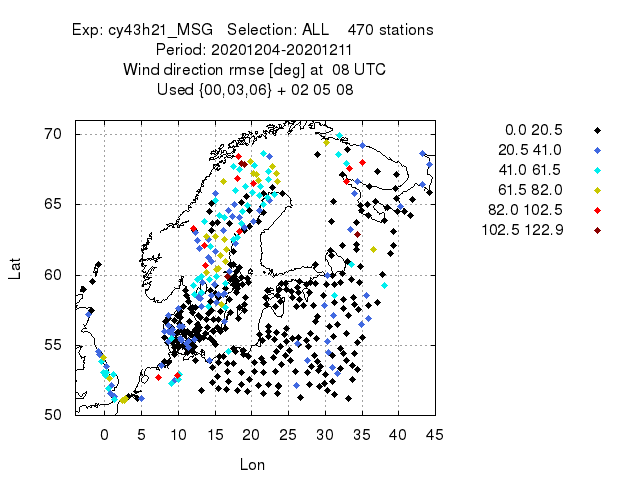 Exp: cy43h21_MSG   Selection: ALL    470 stations
Period: 20201204-20201211
Wind direction rmse [deg] at  08 UTC
Used {00,03,06} + 02 05 08
0.0 20.5
20.5 41.0
41.0 61.5
61.5 82.0
82.0 102.5
102.5 122.9
Lat
70
65
60
55
50
0 5 10 15 20 25 30 35 40 45
Lon